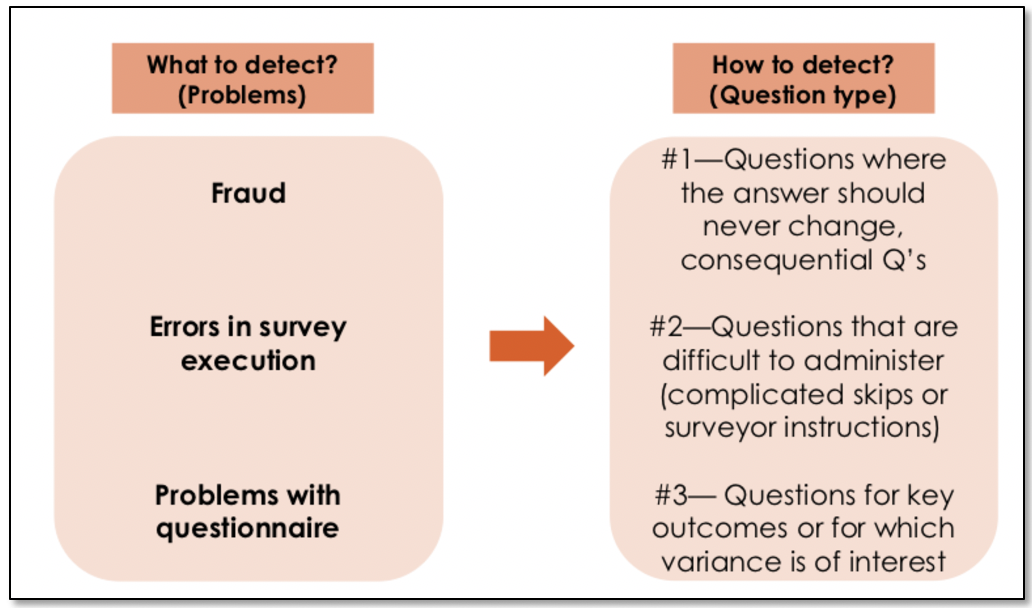 What to detect?
(Problems)
Fraud
Errors in survey
execution
Problems with
questionnaire
How to detect?
(Question type)
#1—Questions where
the answer should
never change,
consequential Q’s
#2—Questions that are
difficult to administer
(complicated skips or
surveyor instructions)
#3— Questions for key
outcomes or for which
variance is of interest